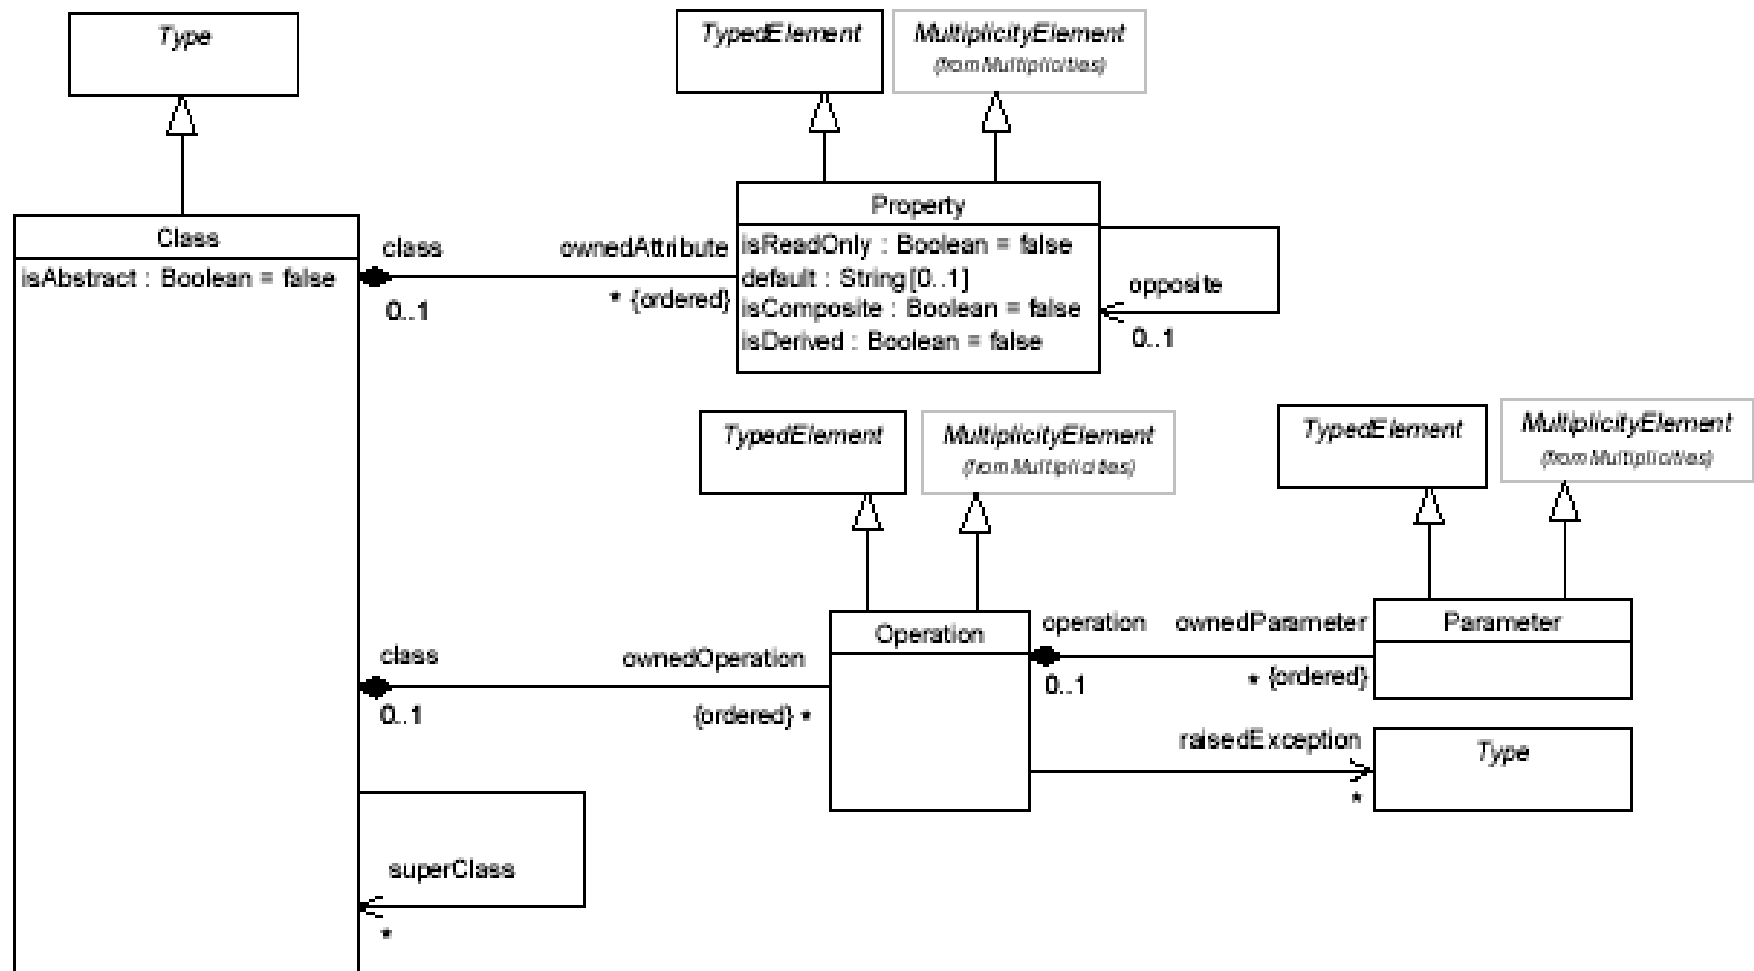 Type
TypedElement
MultiplicityElement
(from Multiplicities)
Class
isAbstract : Boolean = false
class
0..1
ownedAttribute
* {ordered}
Property
isReadOnly : Boolean = false
default : String[0..1]
isComposite : Boolean = false
isDerived : Boolean = false
opposite
0..1
TypedElement
MultiplicityElement
(from Multiplicities)
TypedElement
MultiplicityElement
(from Multiplicities)
class
0..1
ownedOperation
{ordered} *
Operation
operation
0..1
ownedParameter
* {ordered}
Parameter
raisedException
*
Type
superClass
*